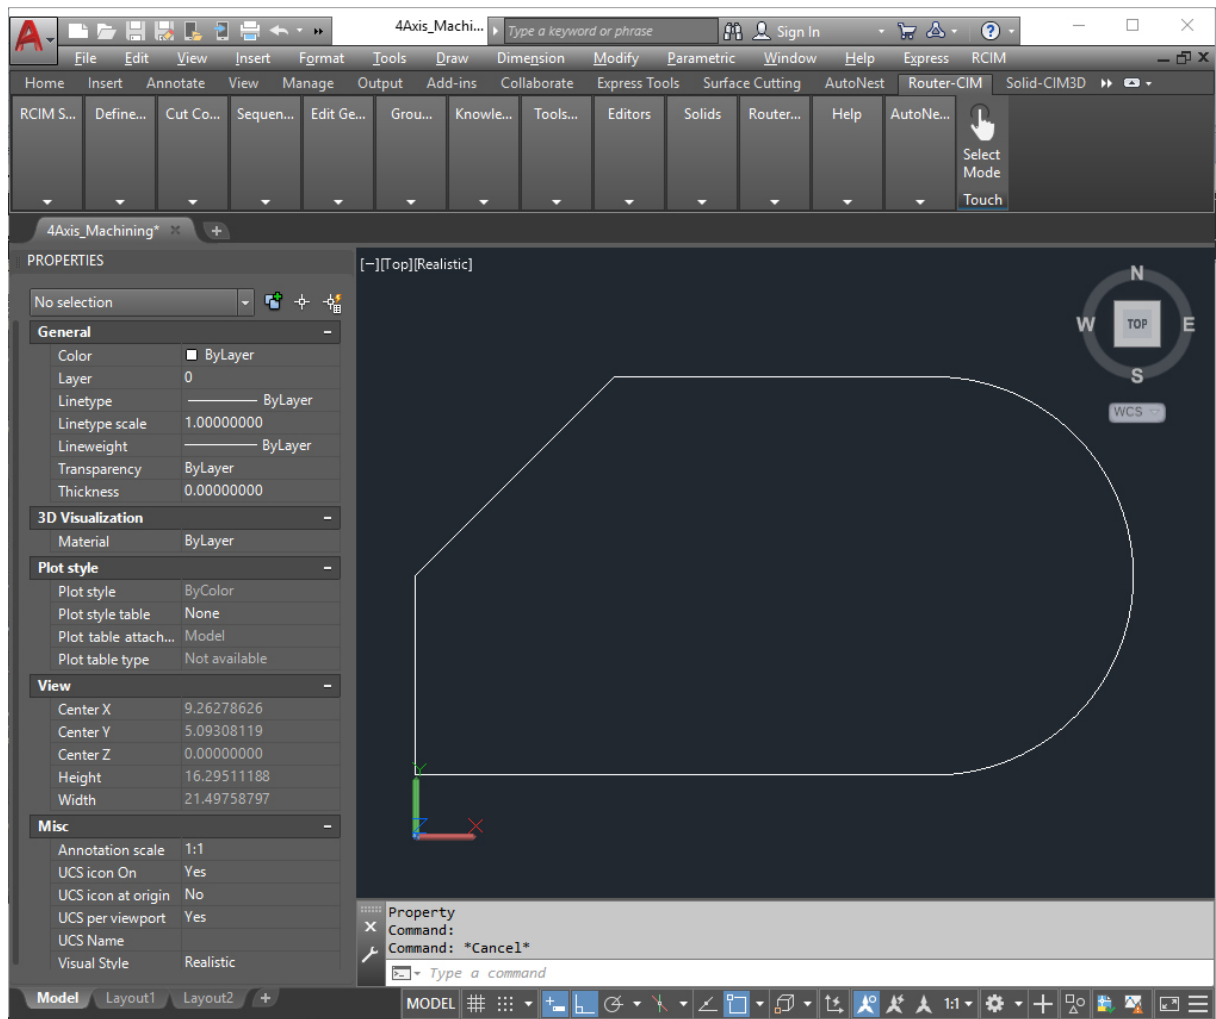 4Axis_Machi... Type a keyword or phrase Sign In ?
File Edit View Insert Format Tools Draw Dimension Modify Parametric Window Help Express RCIM
Home Insert Annotate View Manage Output Add-ins Collaborate Express Tools Surface Cutting AutoNest Router-CIM Solid-CIM3D
RCIM S... Define... Cut Co... Sequen... Edit Ge... Grou... Knowle... Tools... Editors Solids Router... Help AutoNe...
Select
Mode
Touch
4Axis_Machining*
PROPERTIES
No selection
General
Color ByLayer
Layer 0
Linetype ByLayer
Linetype scale 1.00000000
Lineweight ByLayer
Transparency ByLayer
Thickness 0.00000000
3D Visualization
Material ByLayer
Plot style
Plot style ByColor
Plot style table None
Plot table attach... Model
Plot table type Not available
View
Center X 9.26278626
Center Y 5.09308119
Center Z 0.00000000
Height 16.29511188
Width 21.49758797
Misc
Annotation scale 1:1
UCS icon On Yes
UCS icon at origin No
UCS per viewport Yes
UCS Name
Visual Style Realistic
[−][Top][Realistic]
N
W TOP E
S
WCS
Y
X
Z
Property
Command:
Command: *Cancel*
Type a command
Model Layout1 Layout2 +
MODEL 1:1